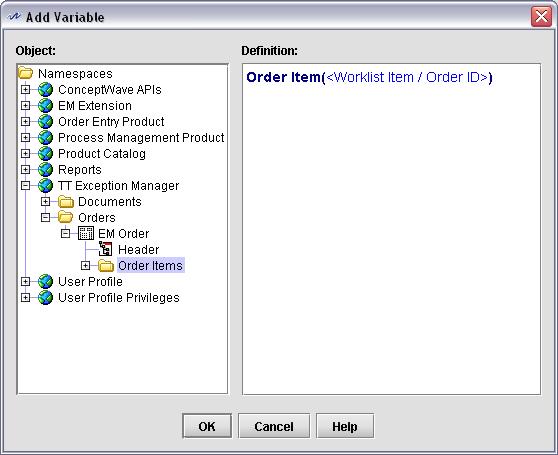 Add Variable
Object:
Definition:
Namespaces
ConceptWave APIs
EM Extension
Order Entry Product
Process Management Product
Product Catalog
Reports
TT Exception Manager
Documents
Orders
EM Order
Header
Order Items
User Profile
User Profile Privileges
Order Item(<Worklist Item / Order ID>)
OK
Cancel
Help